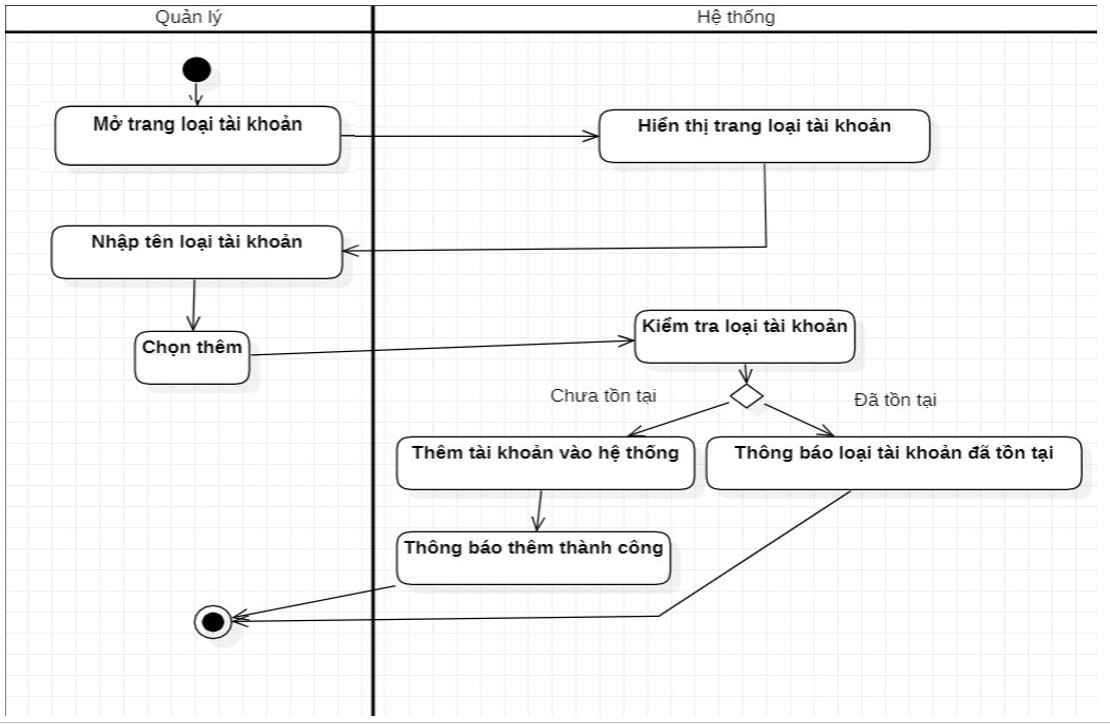 Quản lý
Hệ thống
Mở trang loại tài khoản
Hiển thị trang loại tài khoản
Nhập tên loại tài khoản
Chọn thêm
Kiểm tra loại tài khoản
Chưa tồn tại
Đã tồn tại
Thêm tài khoản vào hệ thống
Thông báo loại tài khoản đã tồn tại
Thông báo thêm thành công